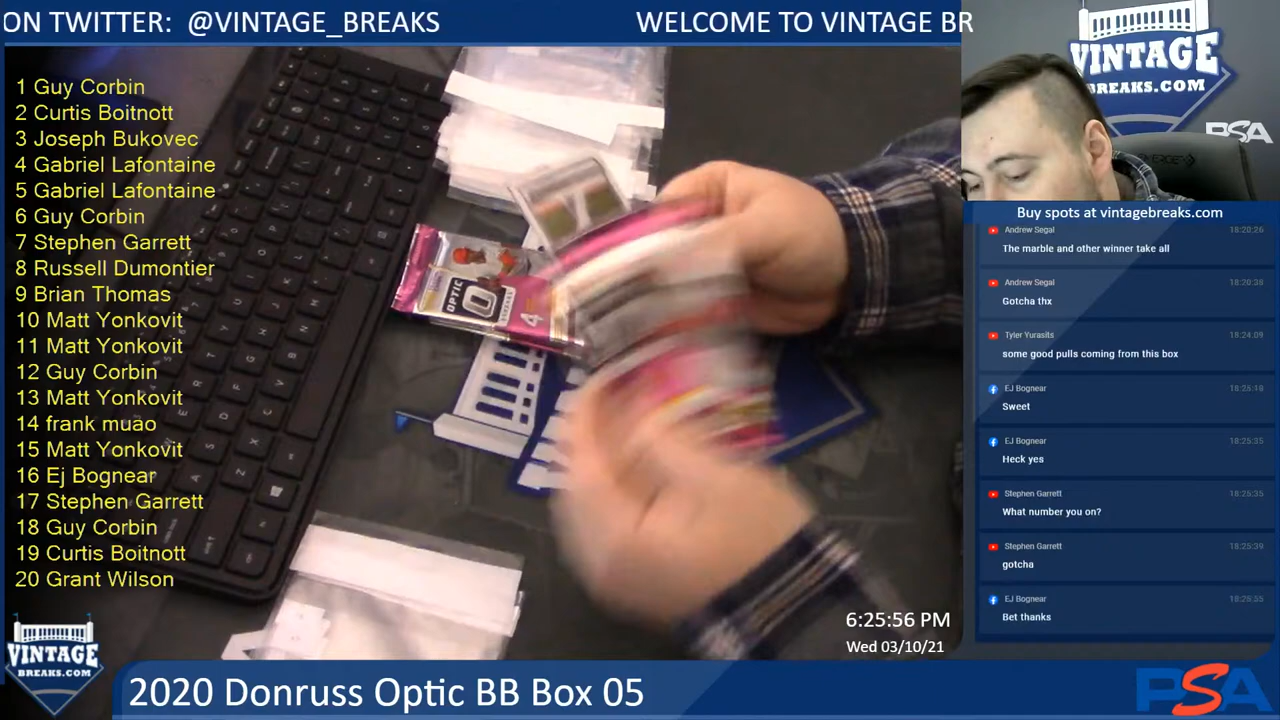 ON TWITTER: @VINTAGE_BREAKS WELCOME TO VINTAGE BR
1 Guy Corbin
2 Curtis Boitnott
3 Joseph Bukovec
4 Gabriel Lafontaine
5 Gabriel Lafontaine
6 Guy Corbin
7 Stephen Garrett
8 Russell Dumontier
9 Brian Thomas
10 Matt Yonkovit
11 Matt Yonkovit
12 Guy Corbin
13 Matt Yonkovit
14 frank muao
15 Matt Yonkovit
16 Ej Bognear
17 Stephen Garrett
18 Guy Corbin
19 Curtis Boitnott
20 Grant Wilson
OPTIC
4
VINTAGE
BREAKS.COM
PSA
Buy spots at vintagebreaks.com
Andrew Segal 18:20:26
The marble and other winner take all
Andrew Segal 18:20:38
Gotcha thx
Tyler Yurasits 18:24:09
some good pulls coming from this box
EJ Bognear 18:25:19
Sweet
EJ Bognear 18:25:35
Heck yes
Stephen Garrett 18:25:35
What number you on?
Stephen Garrett 18:25:39
gotcha
EJ Bognear 18:25:55
Bet thanks
6:25:56 PM
Wed 03/10/21
VINTAGE
BREAKS.COM
2020 Donruss Optic BB Box 05
PSA